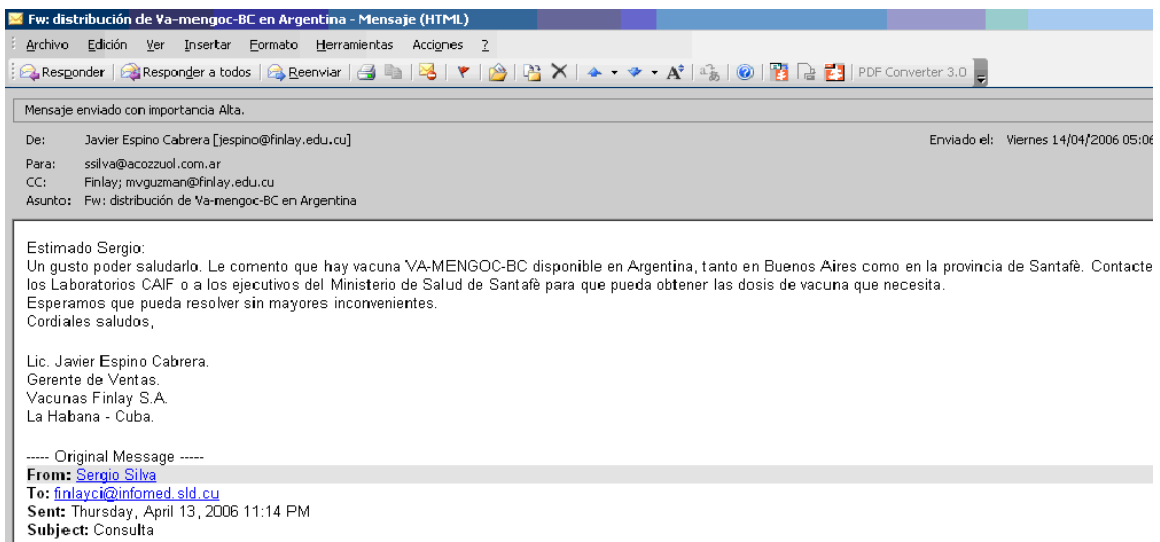 Fw: distribución de Va-mengoc-BC en Argentina - Mensaje (HTML)
Archivo Edición Ver Insertar Formato Herramientas Acciones ?
Responder Responder a todos Reenviar PDF Converter 3.0
Mensaje enviado con importancia Alta.
De: Javier Espino Cabrera [jespino@finlay.edu.cu] Enviado el: Viernes 14/04/2006 05:06
Para: ssilva@acozzuol.com.ar
CC: Finlay; mvguzman@finlay.edu.cu
Asunto: Fw: distribución de Va-mengoc-BC en Argentina
Estimado Sergio:
Un gusto poder saludarlo. Le comento que hay vacuna VA-MENGOC-BC disponible en Argentina, tanto en Buenos Aires como en la provincia de Santafè. Contacte
los Laboratorios CAIF o a los ejecutivos del Ministerio de Salud de Santafè para que pueda obtener las dosis de vacuna que necesita.
Esperamos que pueda resolver sin mayores inconvenientes.
Cordiales saludos,
Lic. Javier Espino Cabrera.
Gerente de Ventas.
Vacunas Finlay S.A.
La Habana - Cuba.
----- Original Message -----
From: Sergio Silva
To: finlayci@infomed.sld.cu
Sent: Thursday, April 13, 2006 11:14 PM
Subject: Consulta